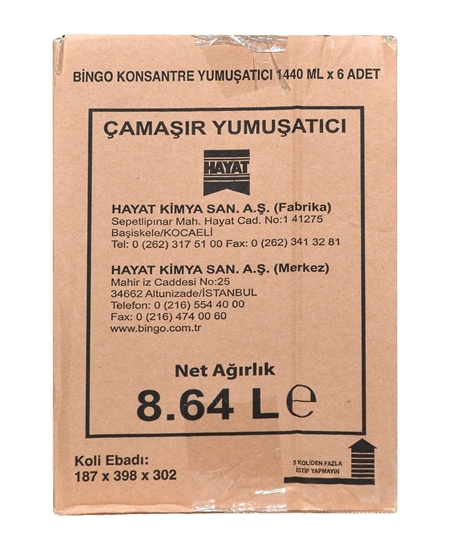 BİNGO KONSANTRE YUMUŞATICI 1440 ML x 6 ADET
ÇAMAŞIR YUMUŞATICI
HAYAT
HAYAT KİMYA SAN. A.Ş. (Fabrika)
Sepetlipınar Mah. Hayat Cad. No:1 41275
Başiskele/KOCAELİ
Tel: 0 (262) 317 51 00 Fax: 0 (262) 341 32 81
HAYAT KİMYA SAN. A.Ş. (Merkez)
Mahir iz Caddesi No:25
34662 Altunizade/İSTANBUL
Telefon: 0 (216) 554 40 00
Fax: 0 (216) 474 00 60
www.bingo.com.tr
Net Ağırlık
8.64 L ℮
Koli Ebadı:
187 x 398 x 302
5 KOLİDEN FAZLA
İSTİF YAPMAYIN